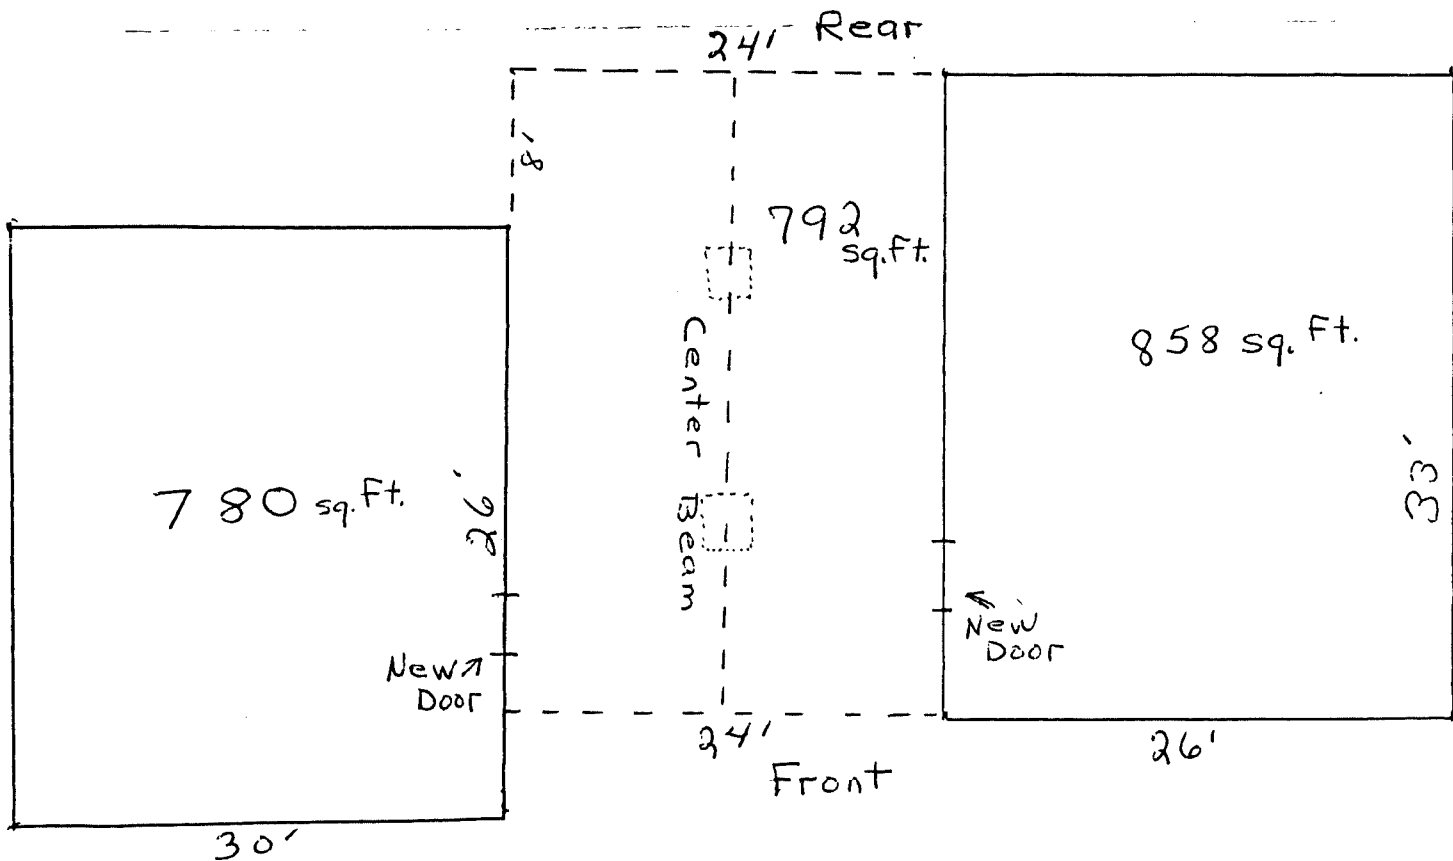 Rear
24'
8'
792
sq.Ft.
Center Beam
858 sq. Ft.
33'
780 sq. Ft.
26'
New
Door
New
Door
24'
Front
26'
30'